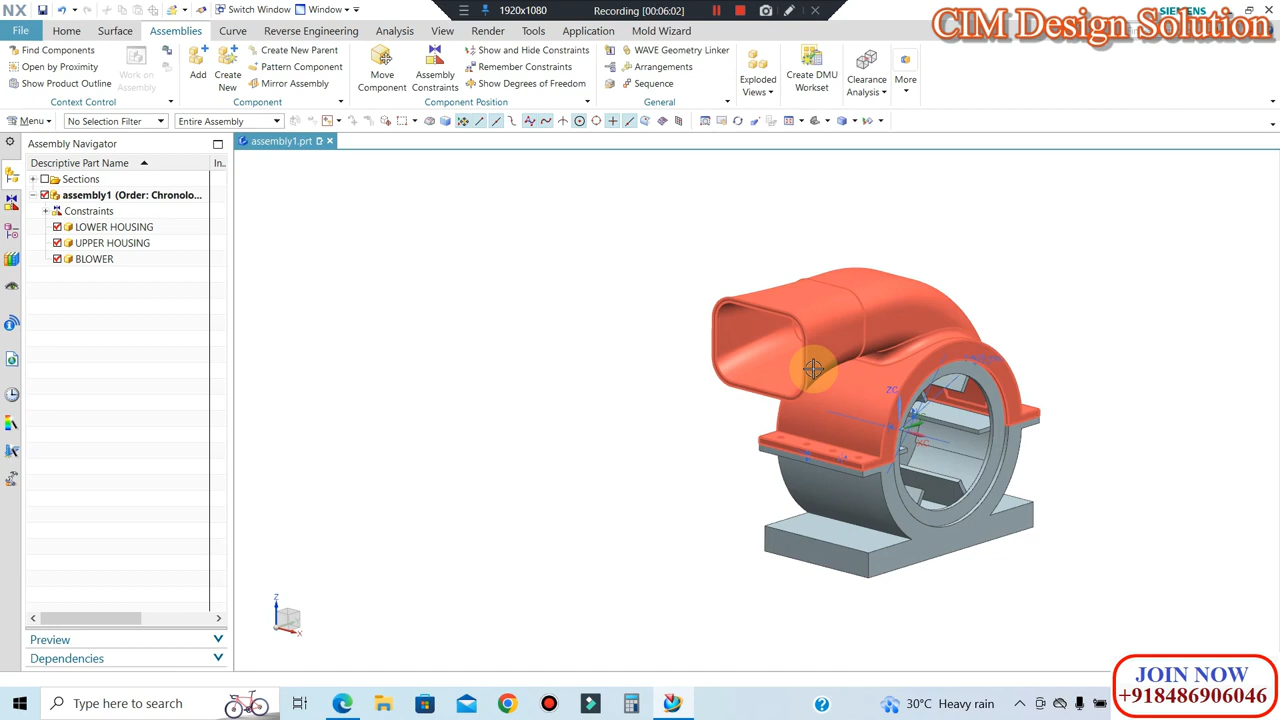 NX
Switch Window
Window
1920x1080
Recording [00:06:02]
SIEMENS
CIM Design Solution
File
Home
Surface
Assemblies
Curve
Reverse Engineering
Analysis
View
Render
Tools
Application
Mold Wizard
Find Components
Open by Proximity
Show Product Outline
Work on
Assembly
Context Control
Add
Create
New
Create New Parent
Pattern Component
Mirror Assembly
Component
Move
Component
Assembly
Constraints
Show and Hide Constraints
Remember Constraints
Show Degrees of Freedom
Component Position
WAVE Geometry Linker
Arrangements
Sequence
General
Exploded
Views
Create DMU
Workset
Clearance
Analysis
More
Menu
No Selection Filter
Entire Assembly
Assembly Navigator
assembly1.prt
Descriptive Part Name
In...
Sections
assembly1 (Order: Chronolo...
Constraints
LOWER HOUSING
UPPER HOUSING
BLOWER
ZC
XC
Z
X
Preview
Dependencies
JOIN NOW
+918486906046
Type here to search
30°C Heavy rain